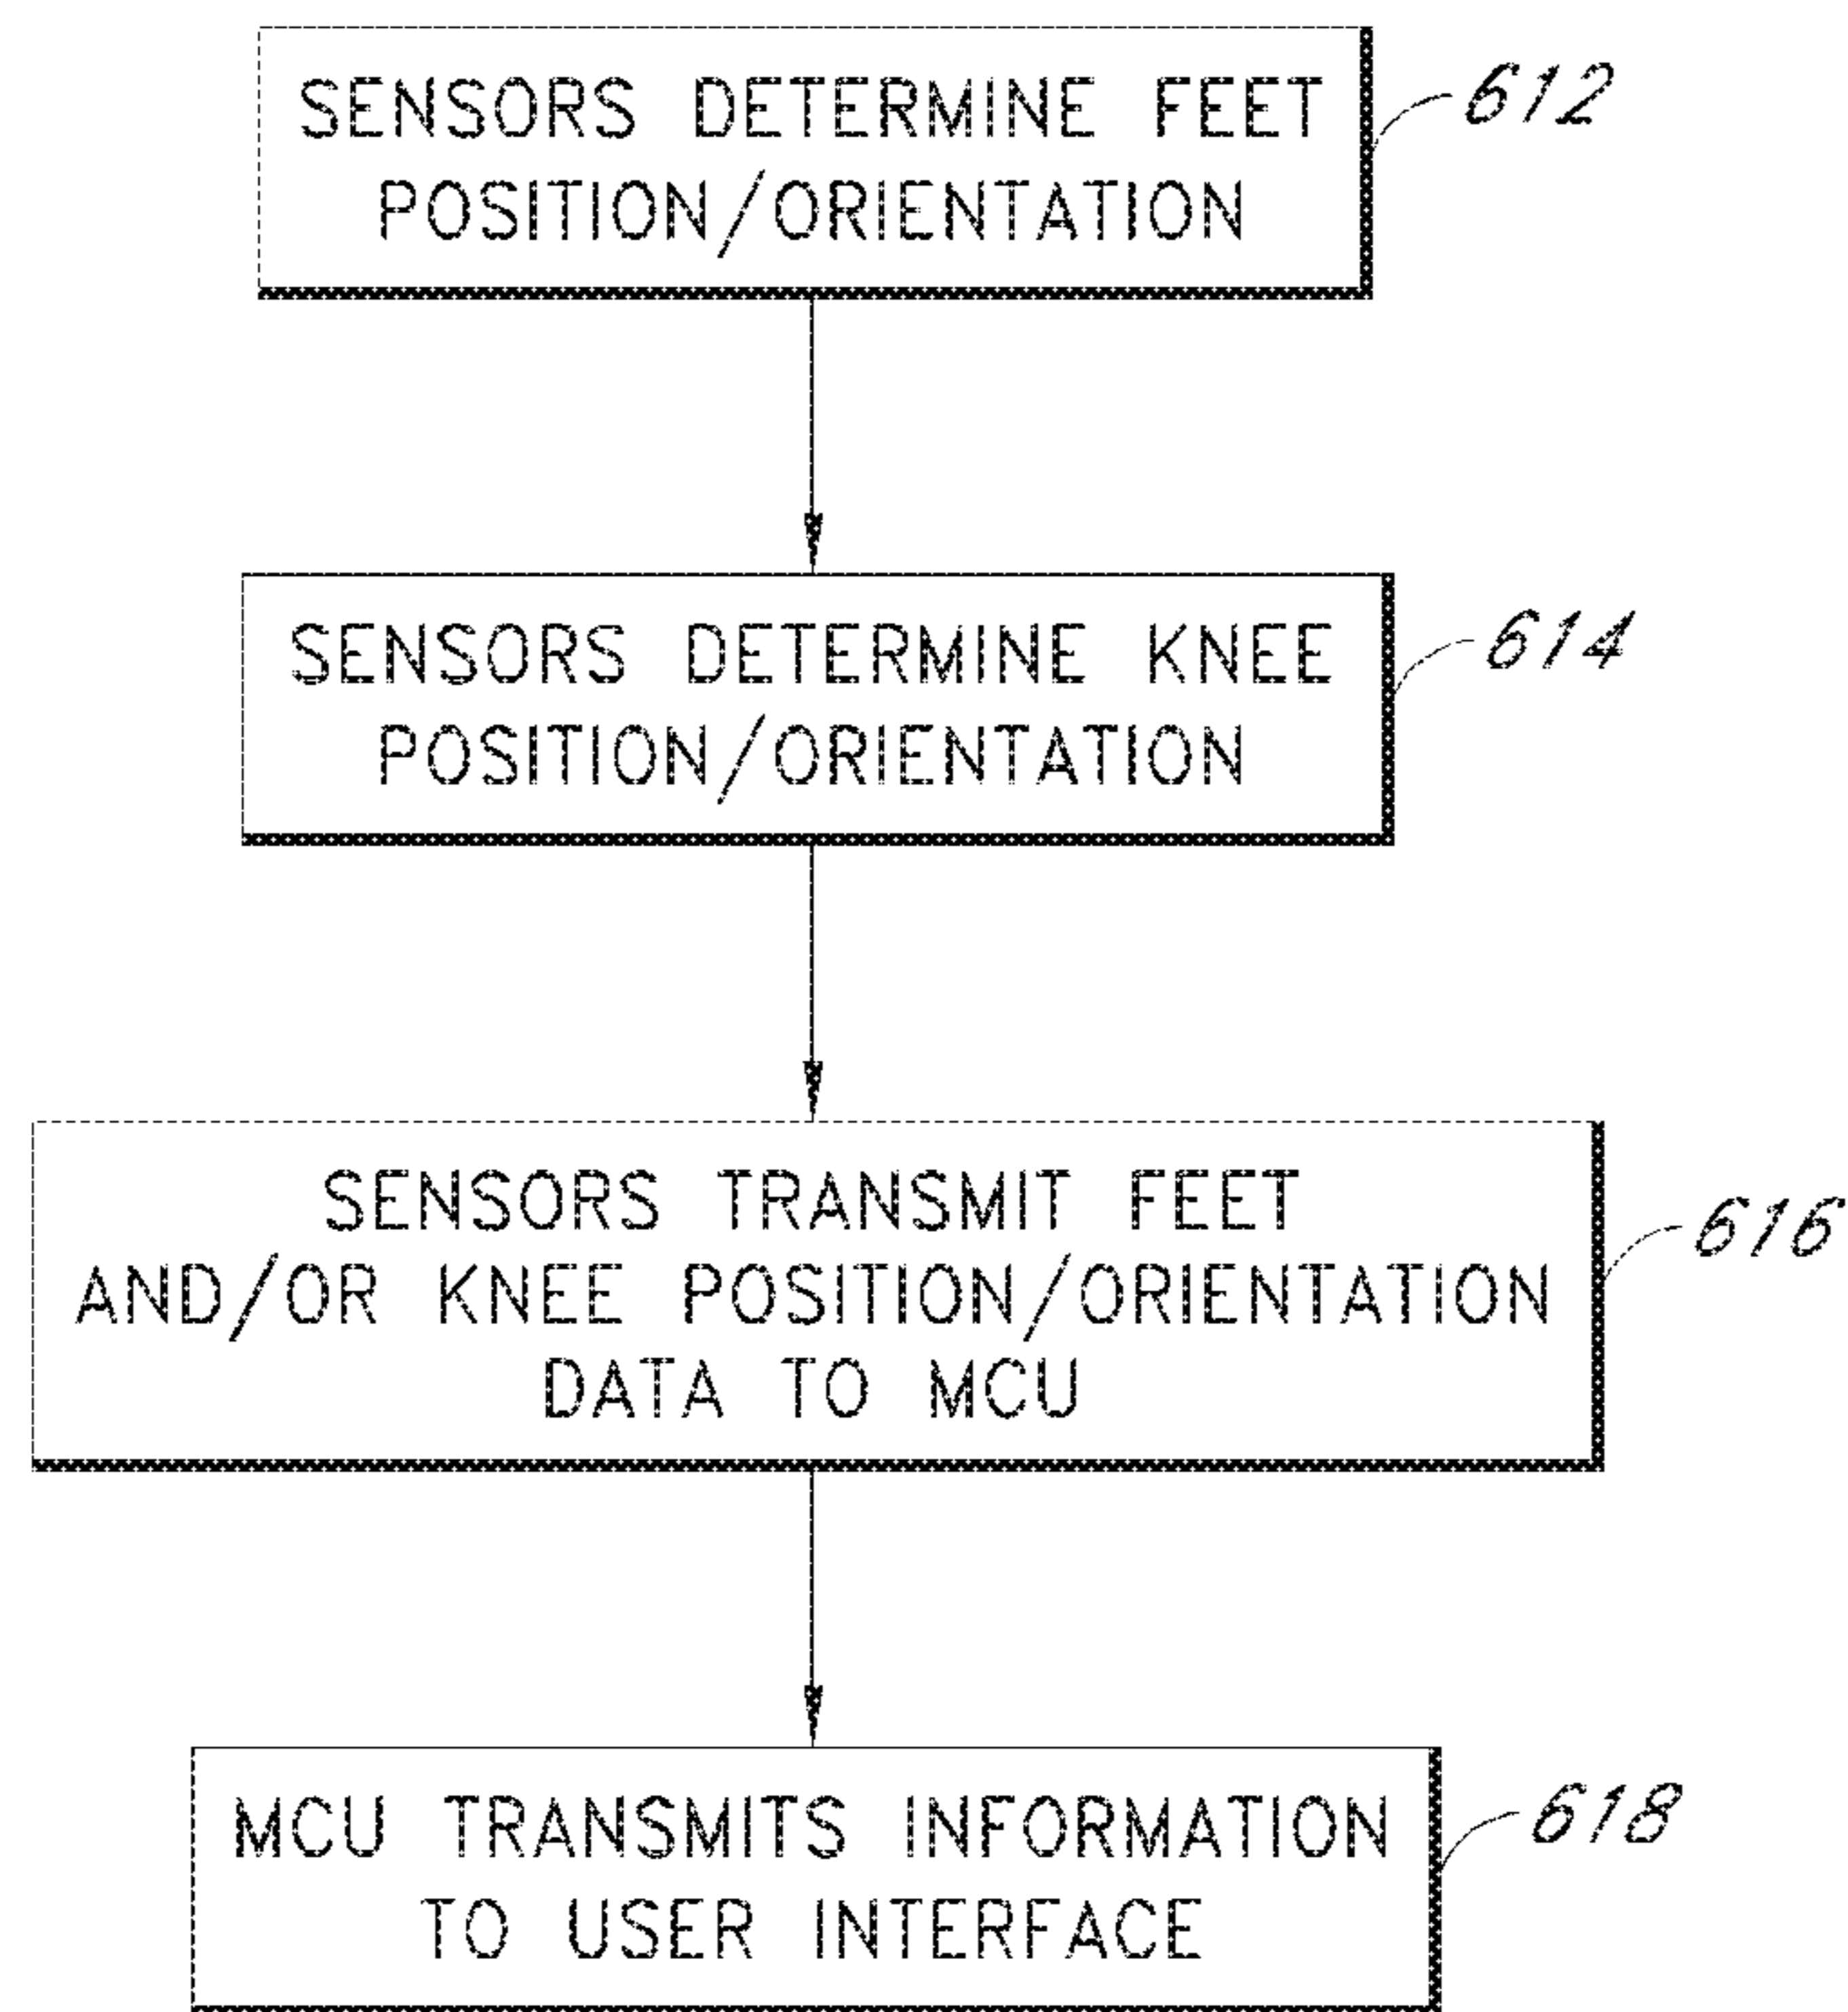 SENSORS DETERMINE FEET
POSITION/ORIENTATION
612
SENSORS DETERMINE KNEE
POSITION/ORIENTATION
614
SENSORS TRANSMIT FEET
AND/OR KNEE POSITION/ORIENTATION
DATA TO MCU
616
MCU TRANSMITS INFORMATION
TO USER INTERFACE
618